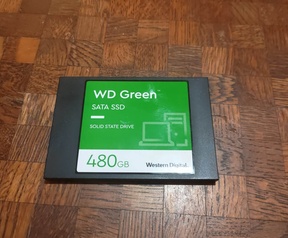 WD Green
SATA SSD
SOLID STATE DRIVE
480GB
Western Digital.